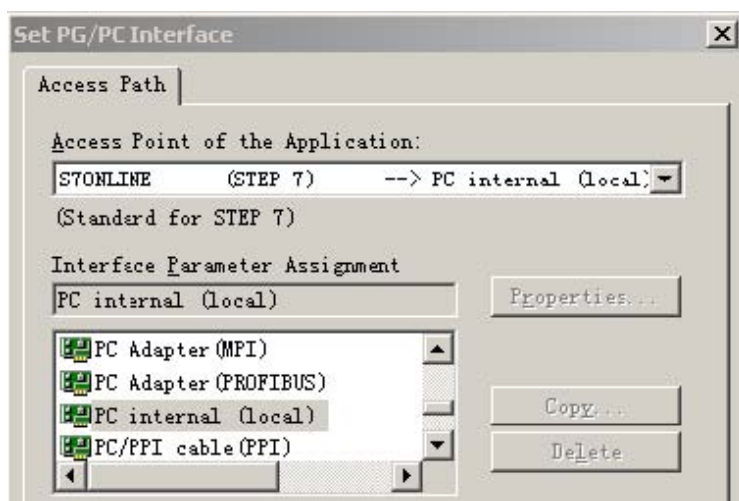 Set PG/PC Interface
Access Path
Access Point of the Application:
S7ONLINE (STEP 7) --> PC internal (local)
(Standard for STEP 7)
Interface Parameter Assignment
PC internal (local)
Properties...
PC Adapter(MPI)
PC Adapter(PROFIBUS)
PC internal (local)
PC/PPI cable(PPI)
Copy...
Delete